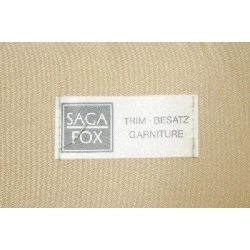 SAGA
FOX
TRIM · BESATZ
GARNITURE